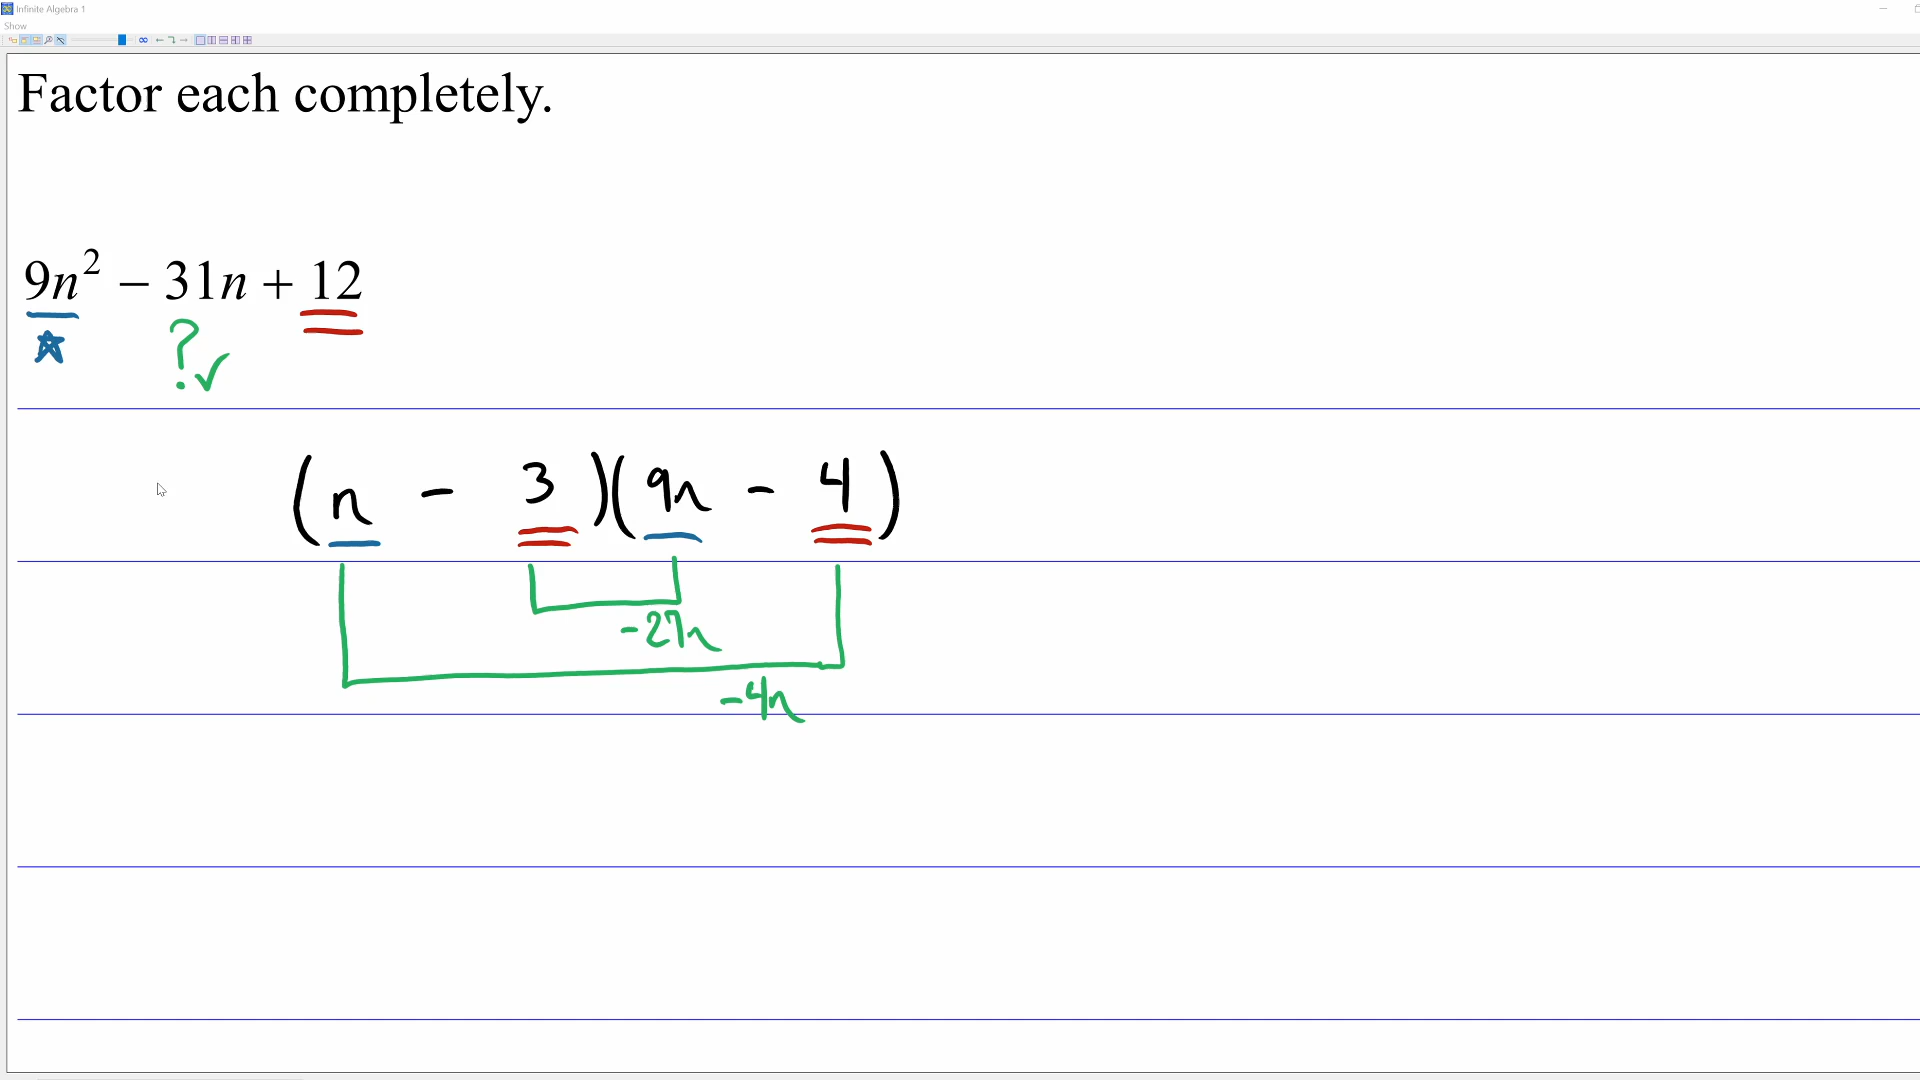 Infinite Algebra 1
Show
Factor each completely.
9n² − 31n + 12
? ✓
(n - 3)(9n - 4)
-27n
-4n